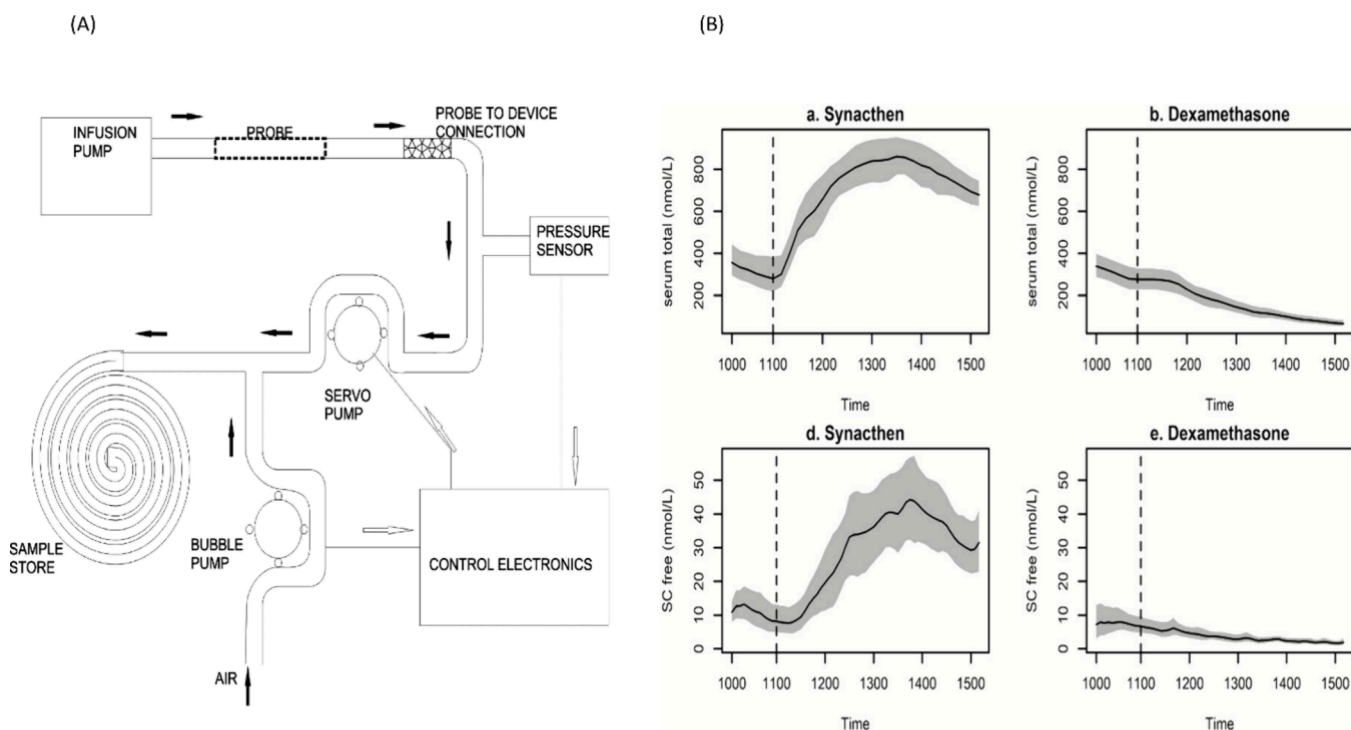 (A)
INFUSION
PUMP
PROBE
PROBE TO DEVICE
CONNECTION
PRESSURE
SENSOR
SERVO
PUMP
SAMPLE
STORE
BUBBLE
PUMP
CONTROL ELECTRONICS
AIR
(B)
a. Synacthen
serum total (nmol/L)
200 400 600 800
1000 1100 1200 1300 1400 1500
Time
b. Dexamethasone
serum total (nmol/L)
200 400 600 800
1000 1100 1200 1300 1400 1500
Time
d. Synacthen
SC free (nmol/L)
0 10 20 30 40 50
1000 1100 1200 1300 1400 1500
Time
e. Dexamethasone
SC free (nmol/L)
0 10 20 30 40 50
1000 1100 1200 1300 1400 1500
Time